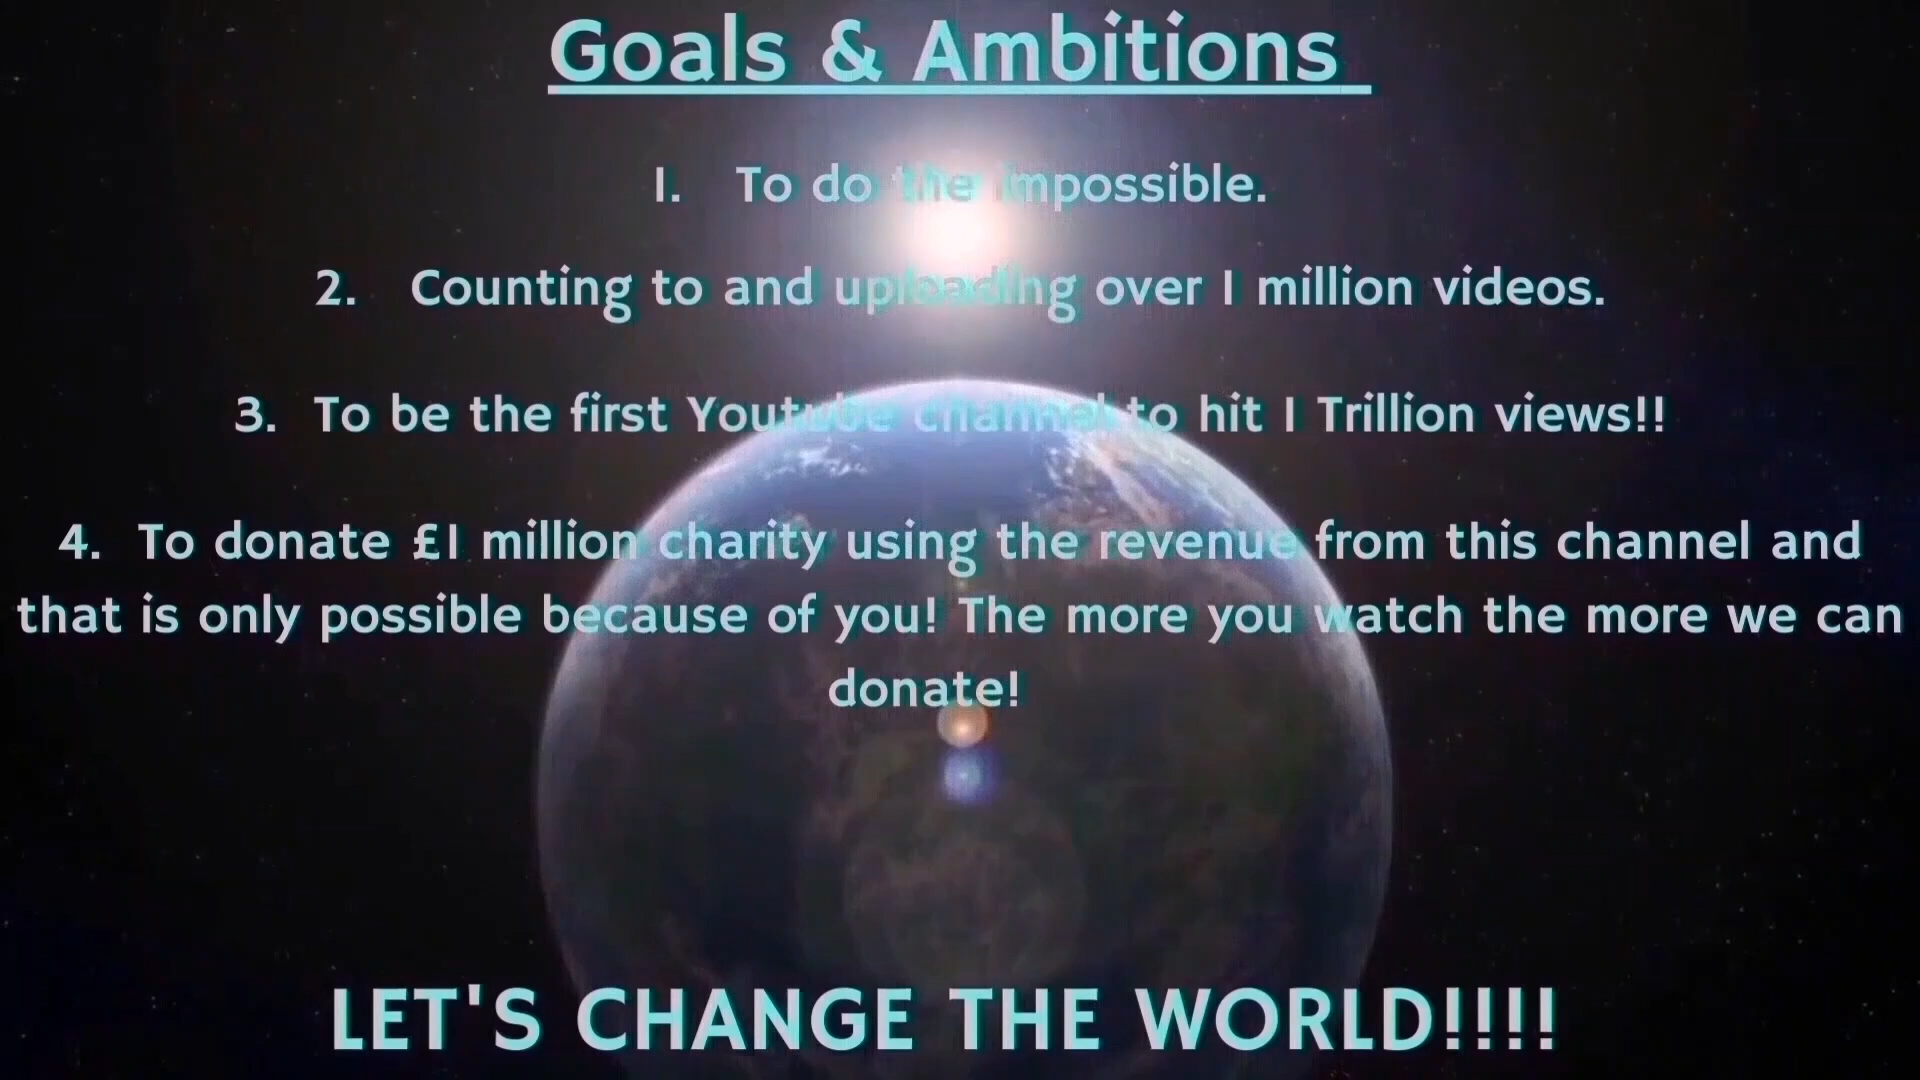 Goals & Ambitions
1. To do the impossible.
2. Counting to and uploading over 1 million videos.
3. To be the first Youtube channel to hit 1 Trillion views!!
4. To donate £1 million charity using the revenue from this channel and
that is only possible because of you! The more you watch the more we can
donate!
LET'S CHANGE THE WORLD!!!!